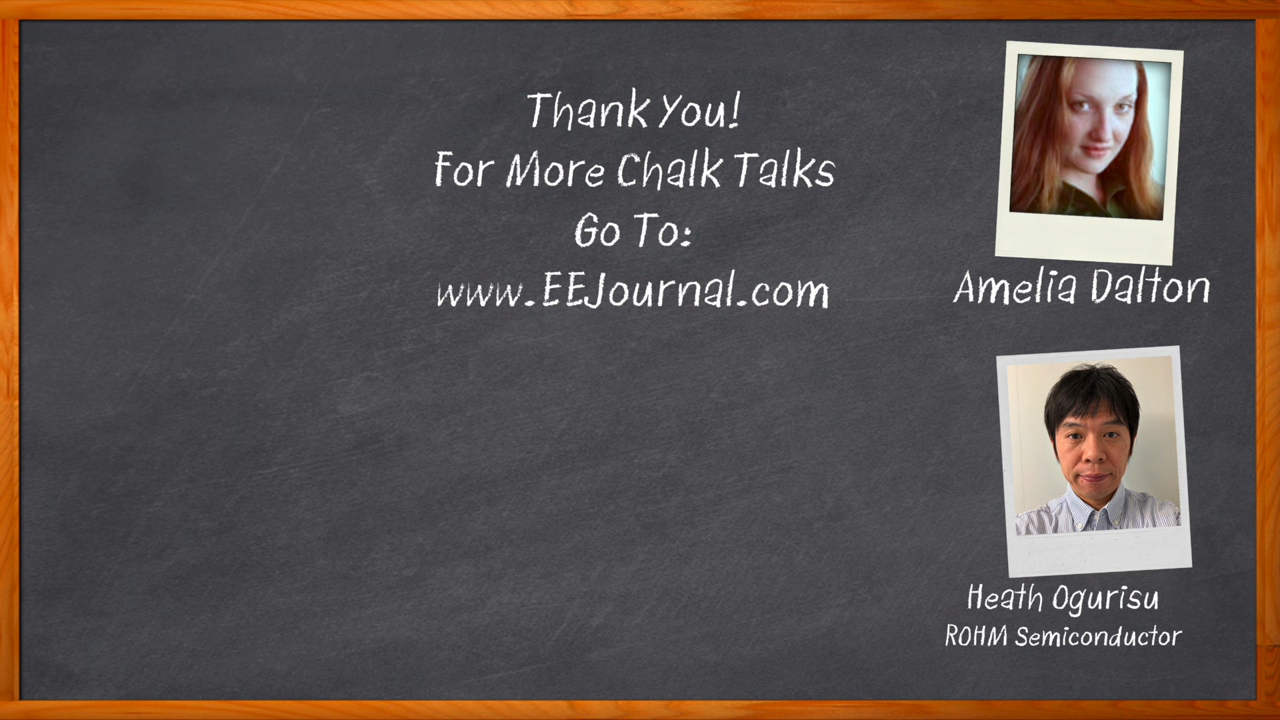 Thank You!
For More Chalk Talks
Go To:
www.EEJournal.com
Amelia Dalton
Heath Ogurisu
ROHM Semiconductor